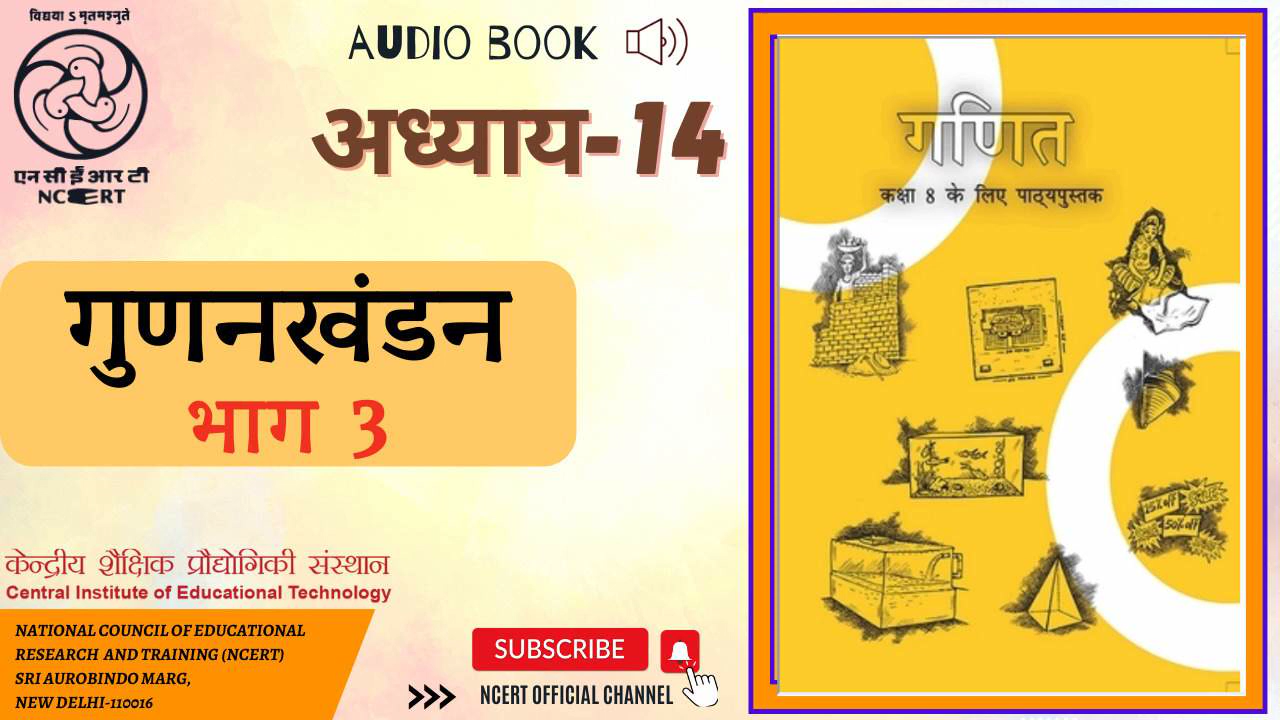 विद्यया ऽ मृतमश्नुते
एन सी ई आर टी
NCERT
AUDIO BOOK
अध्याय-14
गुणनखंडन
भाग 3
केन्द्रीय शैक्षिक प्रौद्योगिकी संस्थान
Central Institute of Educational Technology
NATIONAL COUNCIL OF EDUCATIONAL
RESEARCH AND TRAINING (NCERT)
SRI AUROBINDO MARG,
NEW DELHI-110016
SUBSCRIBE
NCERT OFFICIAL CHANNEL
गणित
कक्षा 8 के लिए पाठ्यपुस्तक
50% off